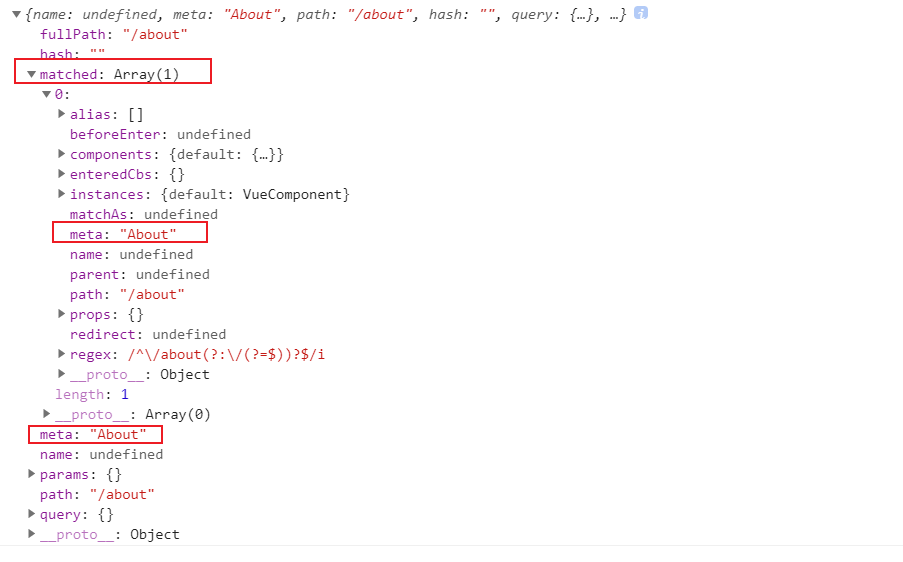 {name: undefined, meta: "About", path: "/about", hash: "", query: {…}, …} i
fullPath: "/about"
hash: ""
matched: Array(1)
0:
alias: []
beforeEnter: undefined
components: {default: {…}}
enteredCbs: {}
instances: {default: VueComponent}
matchAs: undefined
meta: "About"
name: undefined
parent: undefined
path: "/about"
props: {}
redirect: undefined
regex: /^\/about(?:\/(?=$))?$/i
__proto__: Object
length: 1
__proto__: Array(0)
meta: "About"
name: undefined
params: {}
path: "/about"
query: {}
__proto__: Object